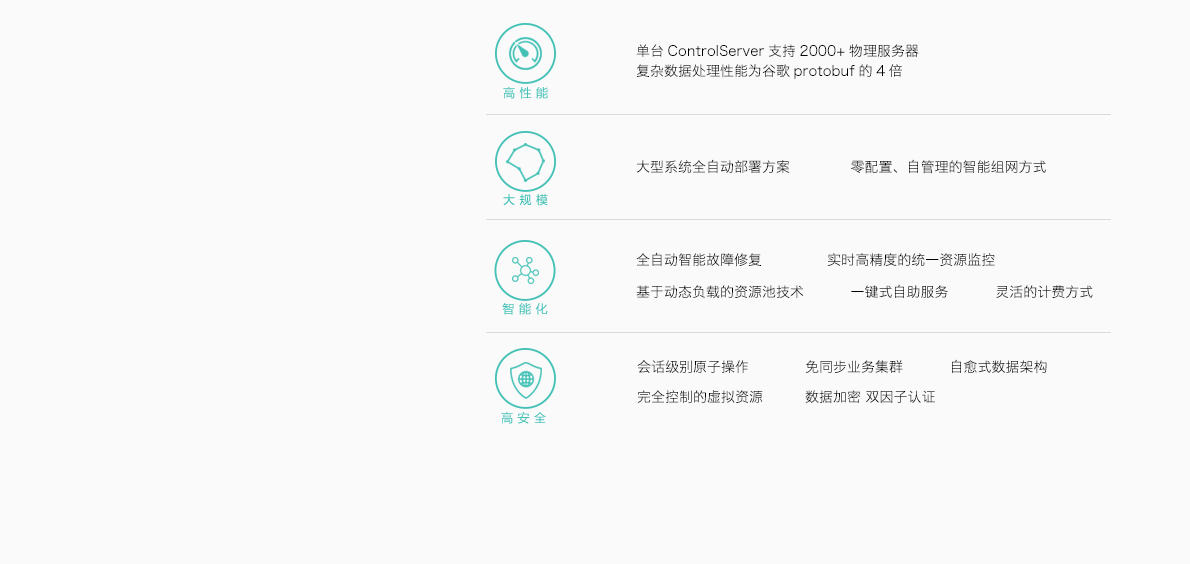 单台 ControlServer 支持 2000+ 物理服务器
复杂数据处理性能为谷歌 protobuf 的 4 倍
高性能
大型系统全自动部署方案 零配置、自管理的智能组网方式
大规模
全自动智能故障修复 实时高精度的统一资源监控
基于动态负载的资源池技术 一键式自助服务 灵活的计费方式
智能化
会话级别原子操作 免同步业务集群 自愈式数据架构
完全控制的虚拟资源 数据加密 双因子认证
高安全